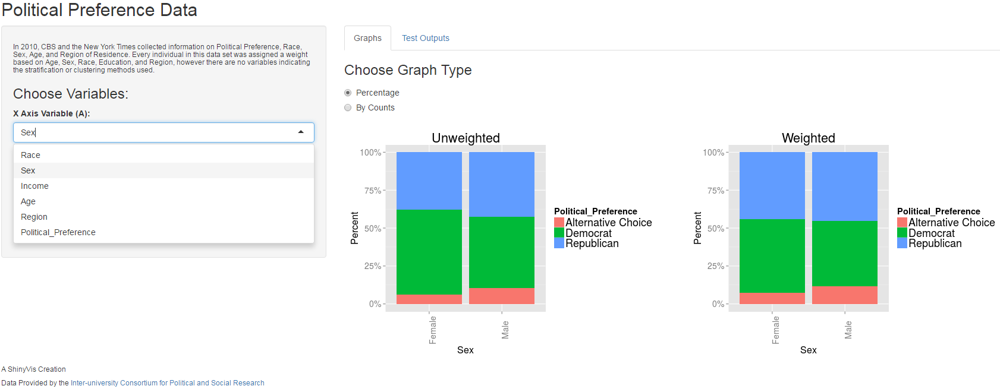 Political Preference Data
In 2010, CBS and the New York Times collected information on Political Preference, Race,
Sex, Age, and Region of Residence. Every individual in this data set was assigned a weight
based on Age, Sex, Race, Education, and Region, however there are no variables indicating
the stratification or clustering methods used.
Choose Variables:
X Axis Variable (A):
Sex
Race
Sex
Income
Age
Region
Political_Preference
Graphs
Test Outputs
Choose Graph Type
Percentage
By Counts
Unweighted
100%
75%
50%
25%
0%
Percent
Female
Male
Sex
Political_Preference
Alternative Choice
Democrat
Republican
Weighted
100%
75%
50%
25%
0%
Percent
Female
Male
Sex
Political_Preference
Alternative Choice
Democrat
Republican
A ShinyVis Creation
Data Provided by the Inter-university Consortium for Political and Social Research